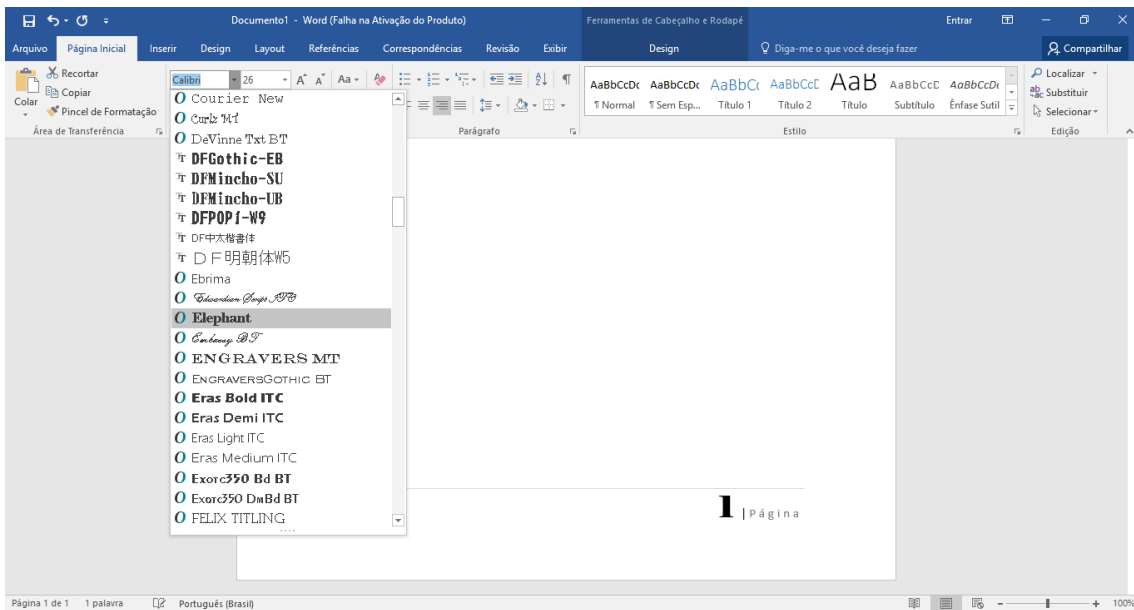 Documento1 - Word (Falha na Ativação do Produto)
Ferramentas de Cabeçalho e Rodapé
Entrar
Arquivo Página Inicial Inserir Design Layout Referências Correspondências Revisão Exibir Design Diga-me o que você deseja fazer Compartilhar
Colar
Recortar
Copiar
Pincel de Formatação
Área de Transferência
Calibri 26 A A Aa
Parágrafo
AaBbCcDc AaBbCcDc AaBbCc AaBbCcC AaB AaBbCcC AaBbCcDc
¶ Normal ¶ Sem Esp... Título 1 Título 2 Título Subtítulo Ênfase Sutil
Estilo
Localizar
Substituir
Selecionar
Edição
O Courier New
O Curlz MT
O DeVinne Txt BT
DFGothic-EB
DFMincho-SU
DFMincho-UB
DFPOP1-W9
DF中太楷書体
DF明朝体W5
O Ebrima
O Edwardian Script ITC
O Elephant
O Embassy BT
O ENGRAVERS MT
O ENGRAVERSGOTHIC BT
O Eras Bold ITC
O Eras Demi ITC
O Eras Light ITC
O Eras Medium ITC
O Exotc350 Bd BT
O Exotc350 DmBd BT
O FELIX TITLING
1 | Página
Página 1 de 1 1 palavra Português (Brasil) 100%